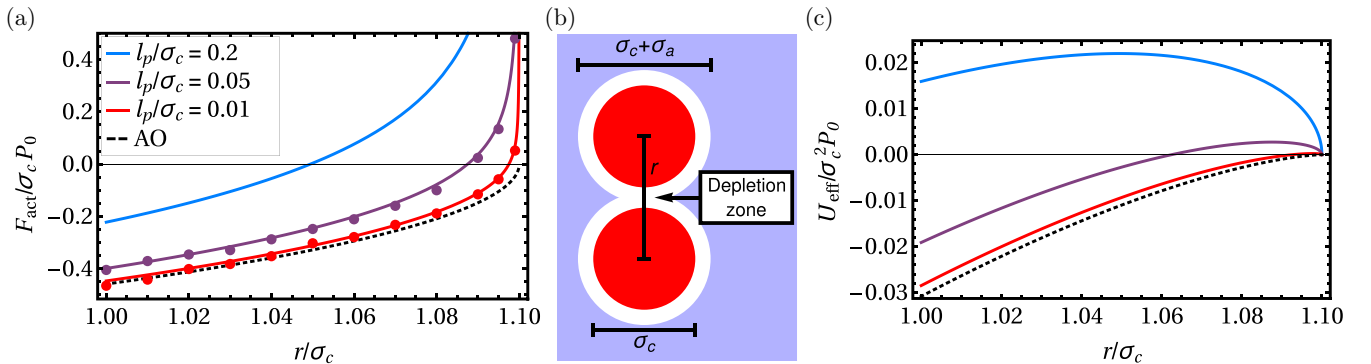 (a)
F_act/σ_c P_0
0.4
0.2
0.0
−0.2
−0.4
l_p/σ_c = 0.2
l_p/σ_c = 0.05
l_p/σ_c = 0.01
AO
1.00 1.02 1.04 1.06 1.08 1.10
r/σ_c
(b)
σ_c+σ_a
r
Depletion
zone
σ_c
(c)
U_eff/σ_c^2 P_0
0.02
0.01
0.00
−0.01
−0.02
−0.03
1.00 1.02 1.04 1.06 1.08 1.10
r/σ_c